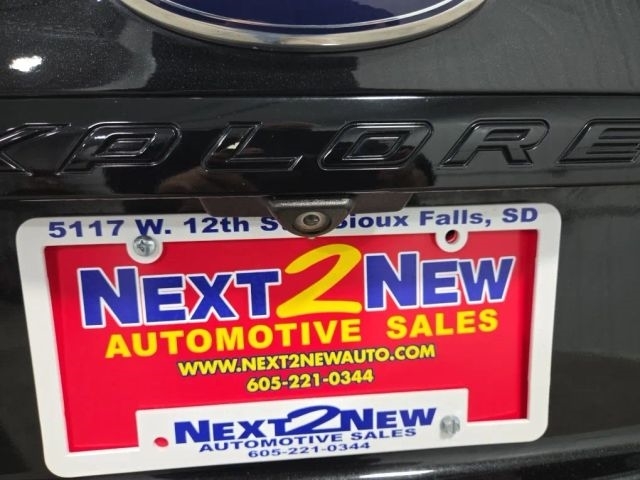 XPLORE
5117 W. 12th S Sioux Falls, SD
NEXT2NEW
AUTOMOTIVE SALES
WWW.NEXT2NEWAUTO.COM
605-221-0344
NEXT2NEW
AUTOMOTIVE SALES
605-221-0344